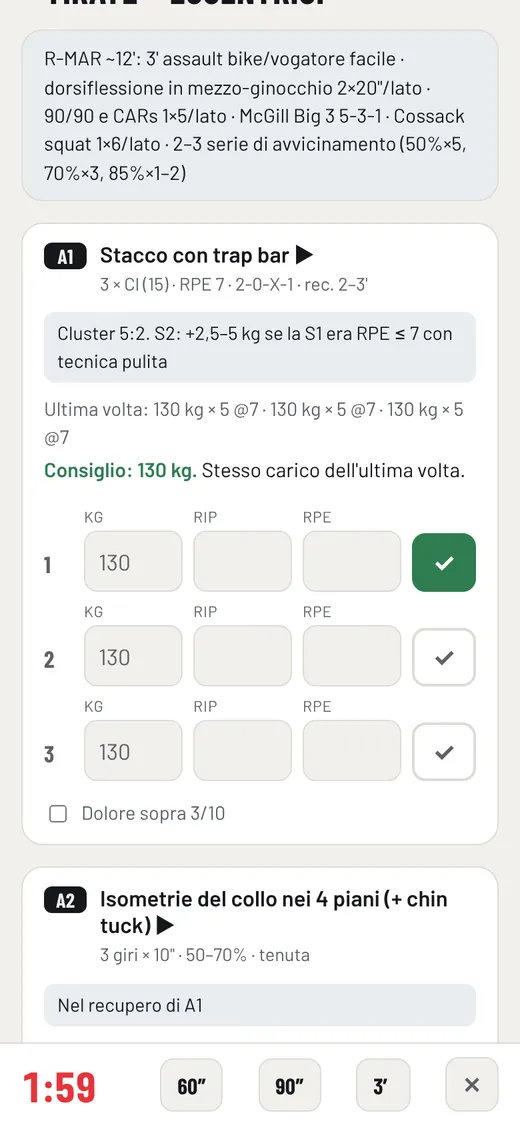 R-MAR ~12': 3' assault bike/vogatore facile ·
dorsiflessione in mezzo-ginocchio 2×20"/lato ·
90/90 e CARs 1×5/lato · McGill Big 3 5-3-1 · Cossack
squat 1×6/lato · 2–3 serie di avvicinamento (50%×5,
70%×3, 85%×1–2)
A1 Stacco con trap bar ▶
3 × Cl (15) · RPE 7 · 2-0-X-1 · rec. 2–3'
Cluster 5:2. S2: +2,5–5 kg se la S1 era RPE ≤ 7 con
tecnica pulita
Ultima volta: 130 kg × 5 @7 · 130 kg × 5 @7 · 130 kg × 5
@7
Consiglio: 130 kg. Stesso carico dell'ultima volta.
KG RIP RPE
1 130 ✓
KG RIP RPE
2 130 ✓
KG RIP RPE
3 130 ✓
Dolore sopra 3/10
A2 Isometrie del collo nei 4 piani (+ chin
tuck) ▶
3 giri × 10" · 50–70% · tenuta
Nel recupero di A1
1:59 60" 90" 3' ✕